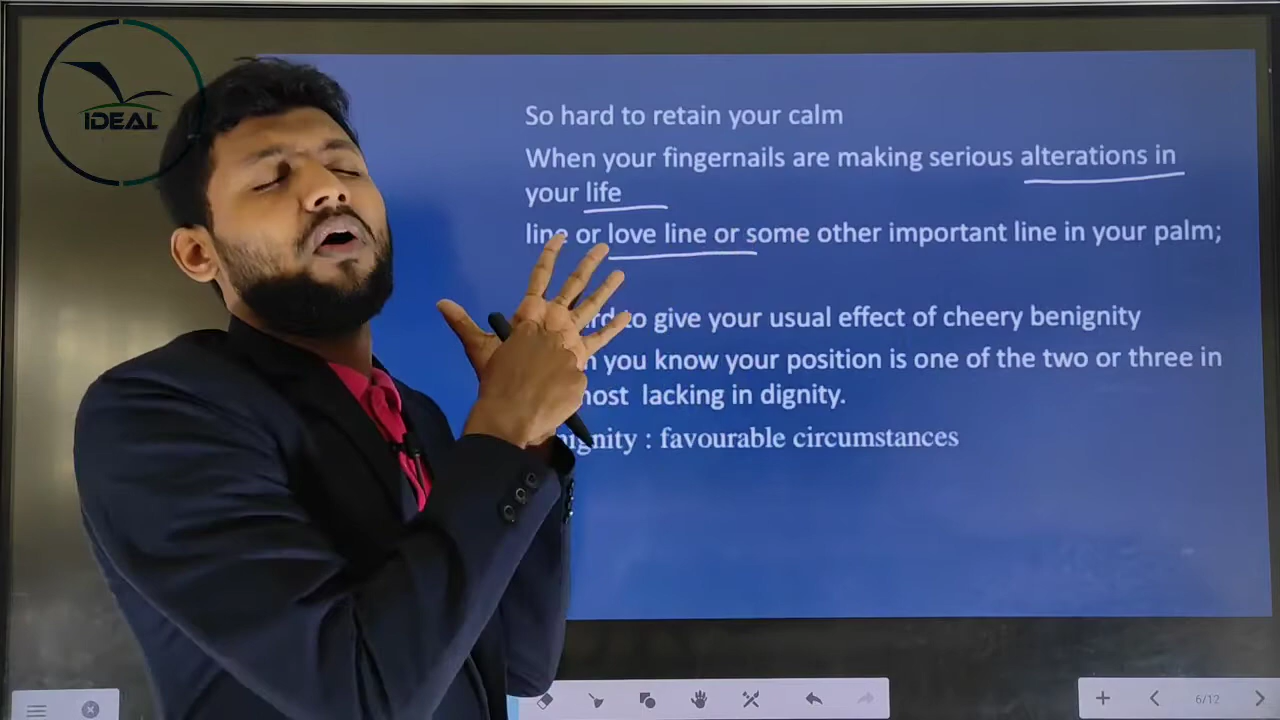 IDEAL
So hard to retain your calm
When your fingernails are making serious alterations in
your life
line or love line or some other important line in your palm;
to give your usual effect of cheery benignity
you know your position is one of the two or three in
lacking in dignity.
: favourable circumstances
6/12